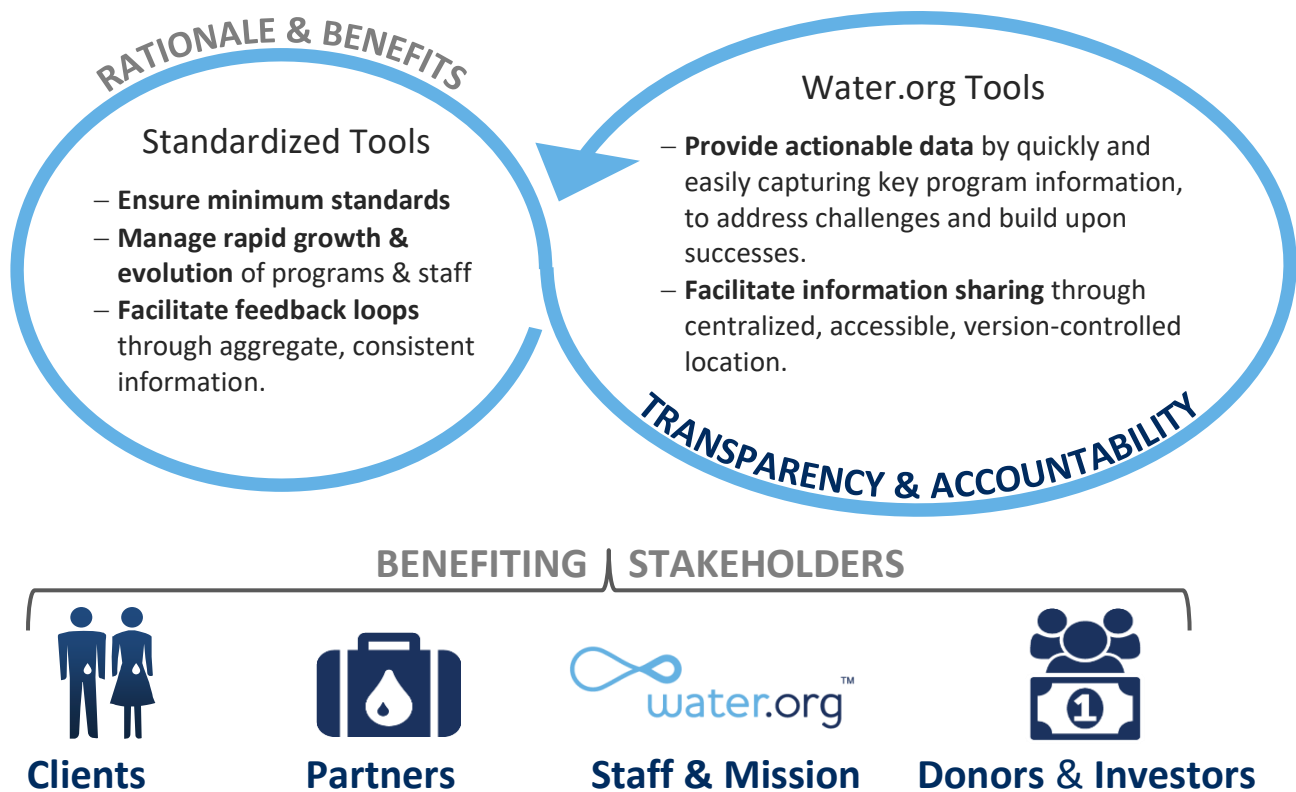 RATIONALE & BENEFITS
Standardized Tools
– Ensure minimum standards
– Manage rapid growth &
evolution of programs & staff
– Facilitate feedback loops
through aggregate, consistent
information.
Water.org Tools
– Provide actionable data by quickly and
easily capturing key program information,
to address challenges and build upon
successes.
– Facilitate information sharing through
centralized, accessible, version-controlled
location.
TRANSPARENCY & ACCOUNTABILITY
BENEFITING STAKEHOLDERS
water.org™
1
Clients
Partners
Staff & Mission
Donors & Investors